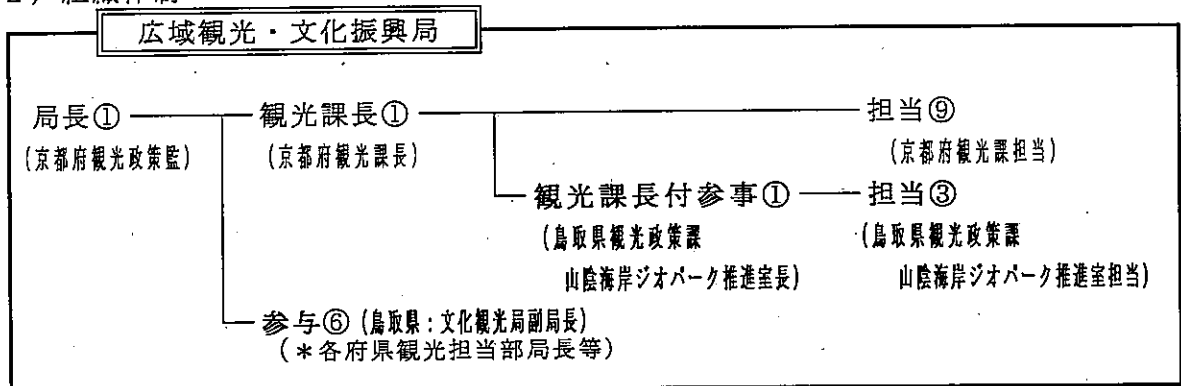 広域観光・文化振興局
局長① 観光課長① 担当⑨
(京都府観光政策監) (京都府観光課長) (京都府観光課担当)
観光課長付参事① 担当③
(鳥取県観光政策課 (鳥取県観光政策課
山陰海岸ジオパーク推進室長) 山陰海岸ジオパーク推進室担当)
参与⑥(鳥取県:文化観光局副局長)
(*各府県観光担当部局長等)